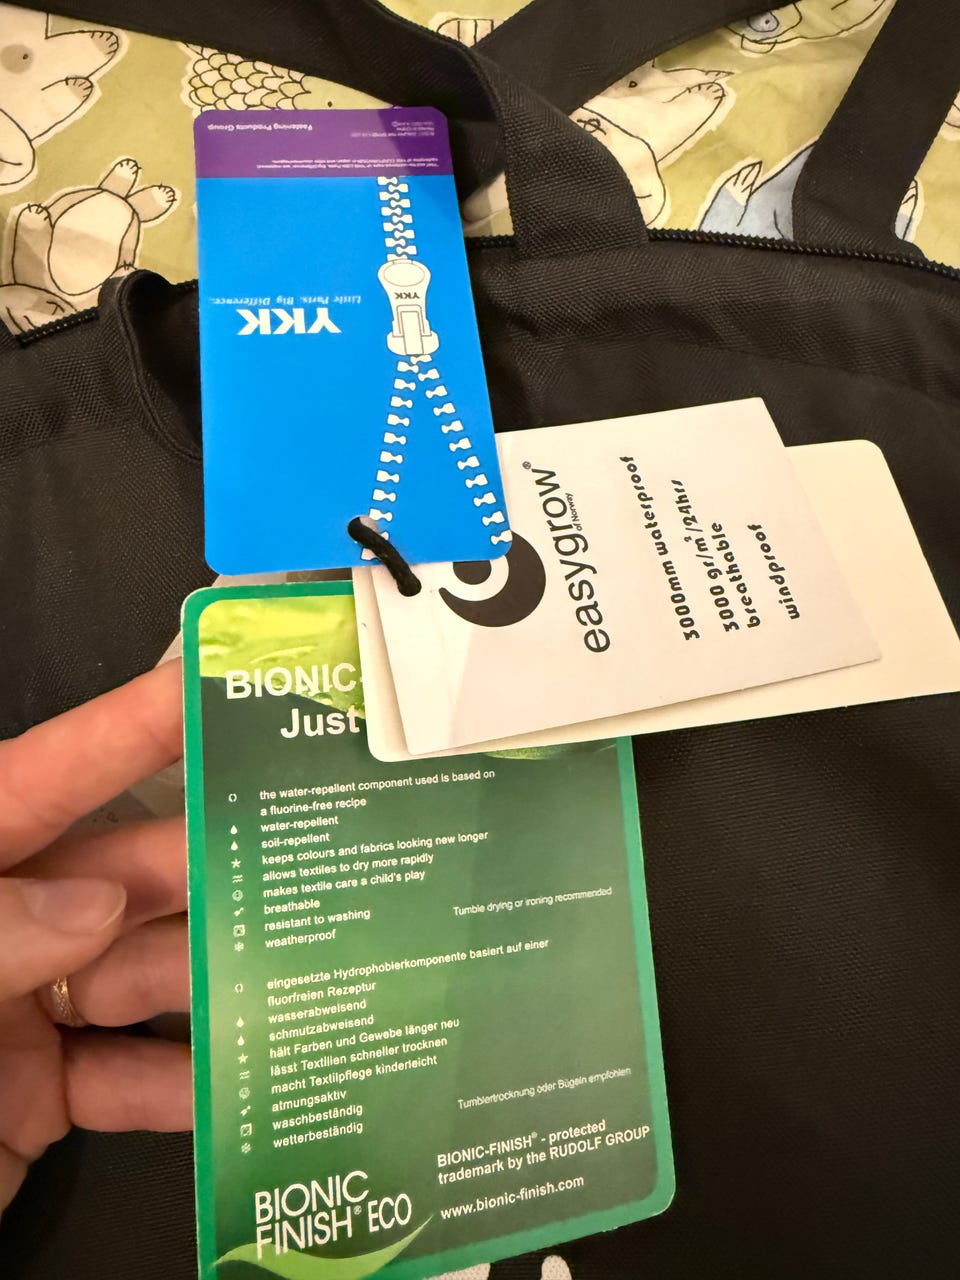 Fastening Products Group
YKK
Little Parts. Big Difference.
YKK
easygrow®
of Norway
3000mm waterproof
3000 gr/m²/24hrs
breathable
windproof
BIONIC-
Just
the water-repellent component used is based on
a fluorine-free recipe
water-repellent
soil-repellent
keeps colours and fabrics looking new longer
allows textiles to dry more rapidly
makes textile care a child's play
breathable
resistant to washing
weatherproof
Tumble drying or ironing recommended
eingesetzte Hydrophobierkomponente basiert auf einer
fluorfreien Rezeptur
wasserabweisend
schmutzabweisend
hält Farben und Gewebe länger neu
lässt Textilien schneller trocknen
macht Textilpflege kinderleicht
atmungsaktiv
waschbeständig
wetterbeständig
Tumblertrocknung oder Bügeln empfohlen
BIONIC
FINISH® ECO
BIONIC-FINISH® - protected
trademark by the RUDOLF GROUP
www.bionic-finish.com